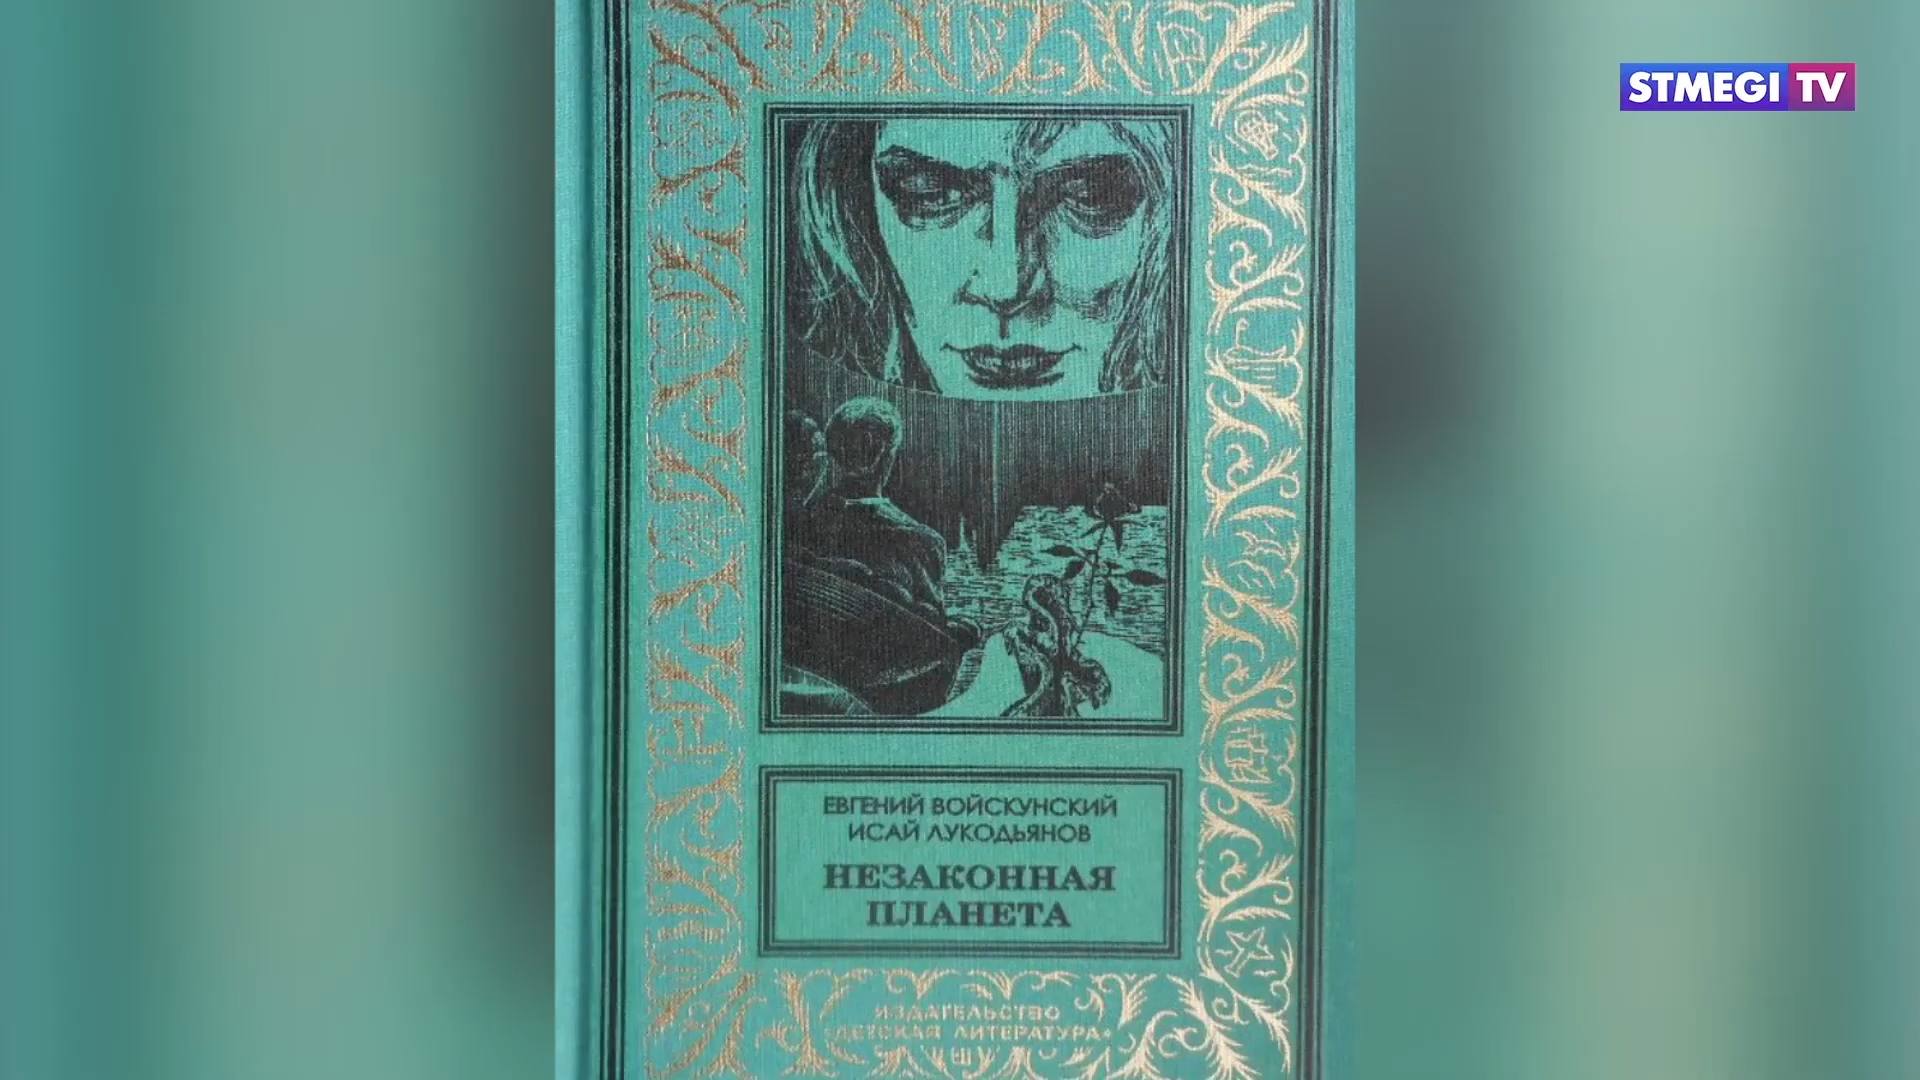 STMEGI TV
ЕВГЕНИЙ ВОЙСКУНСКИЙ
ИСАЙ ЛУКОДЬЯНОВ
НЕЗАКОННАЯ
ПЛАНЕТА
ИЗДАТЕЛЬСТВО
«ДЕТСКАЯ ЛИТЕРАТУРА»